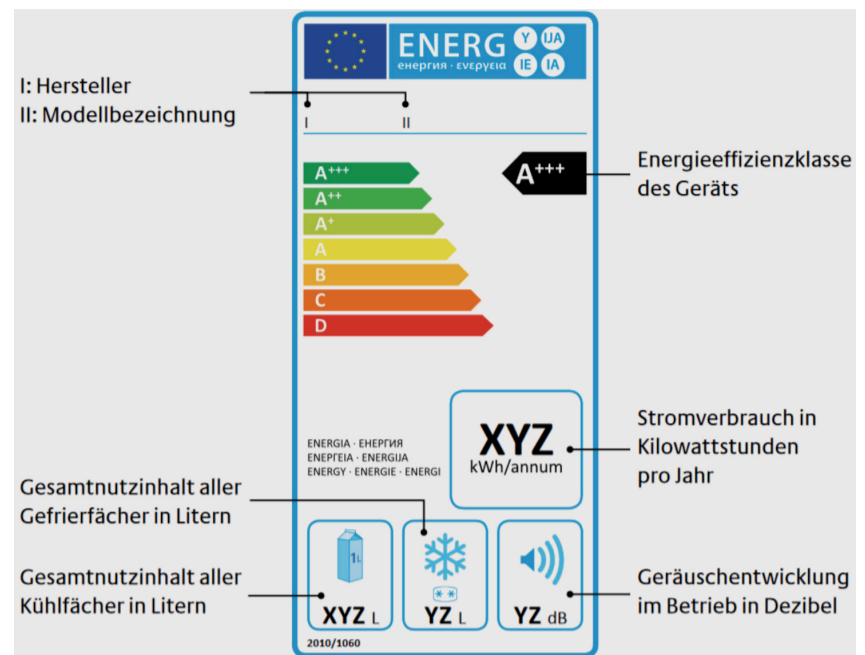 ENERG
Y IJA
IE IA
енергия · ενεργεια
I: Hersteller
II: Modellbezeichnung
I II
A+++
A++
A+
A
B
C
D
A+++
Energieeffizienzklasse
des Geräts
XYZ
kWh/annum
Stromverbrauch in
Kilowattstunden
pro Jahr
ENERGIA · ЕНЕРГИЯ
ΕΝΕΡΓΕΙΑ · ENERGIJA
ENERGY · ENERGIE · ENERGI
Gesamtnutzinhalt aller
Gefrierfächer in Litern
Gesamtnutzinhalt aller
Kühlfächer in Litern
1L
XYZ L
YZ L
YZ dB
Geräuschentwicklung
im Betrieb in Dezibel
2010/1060